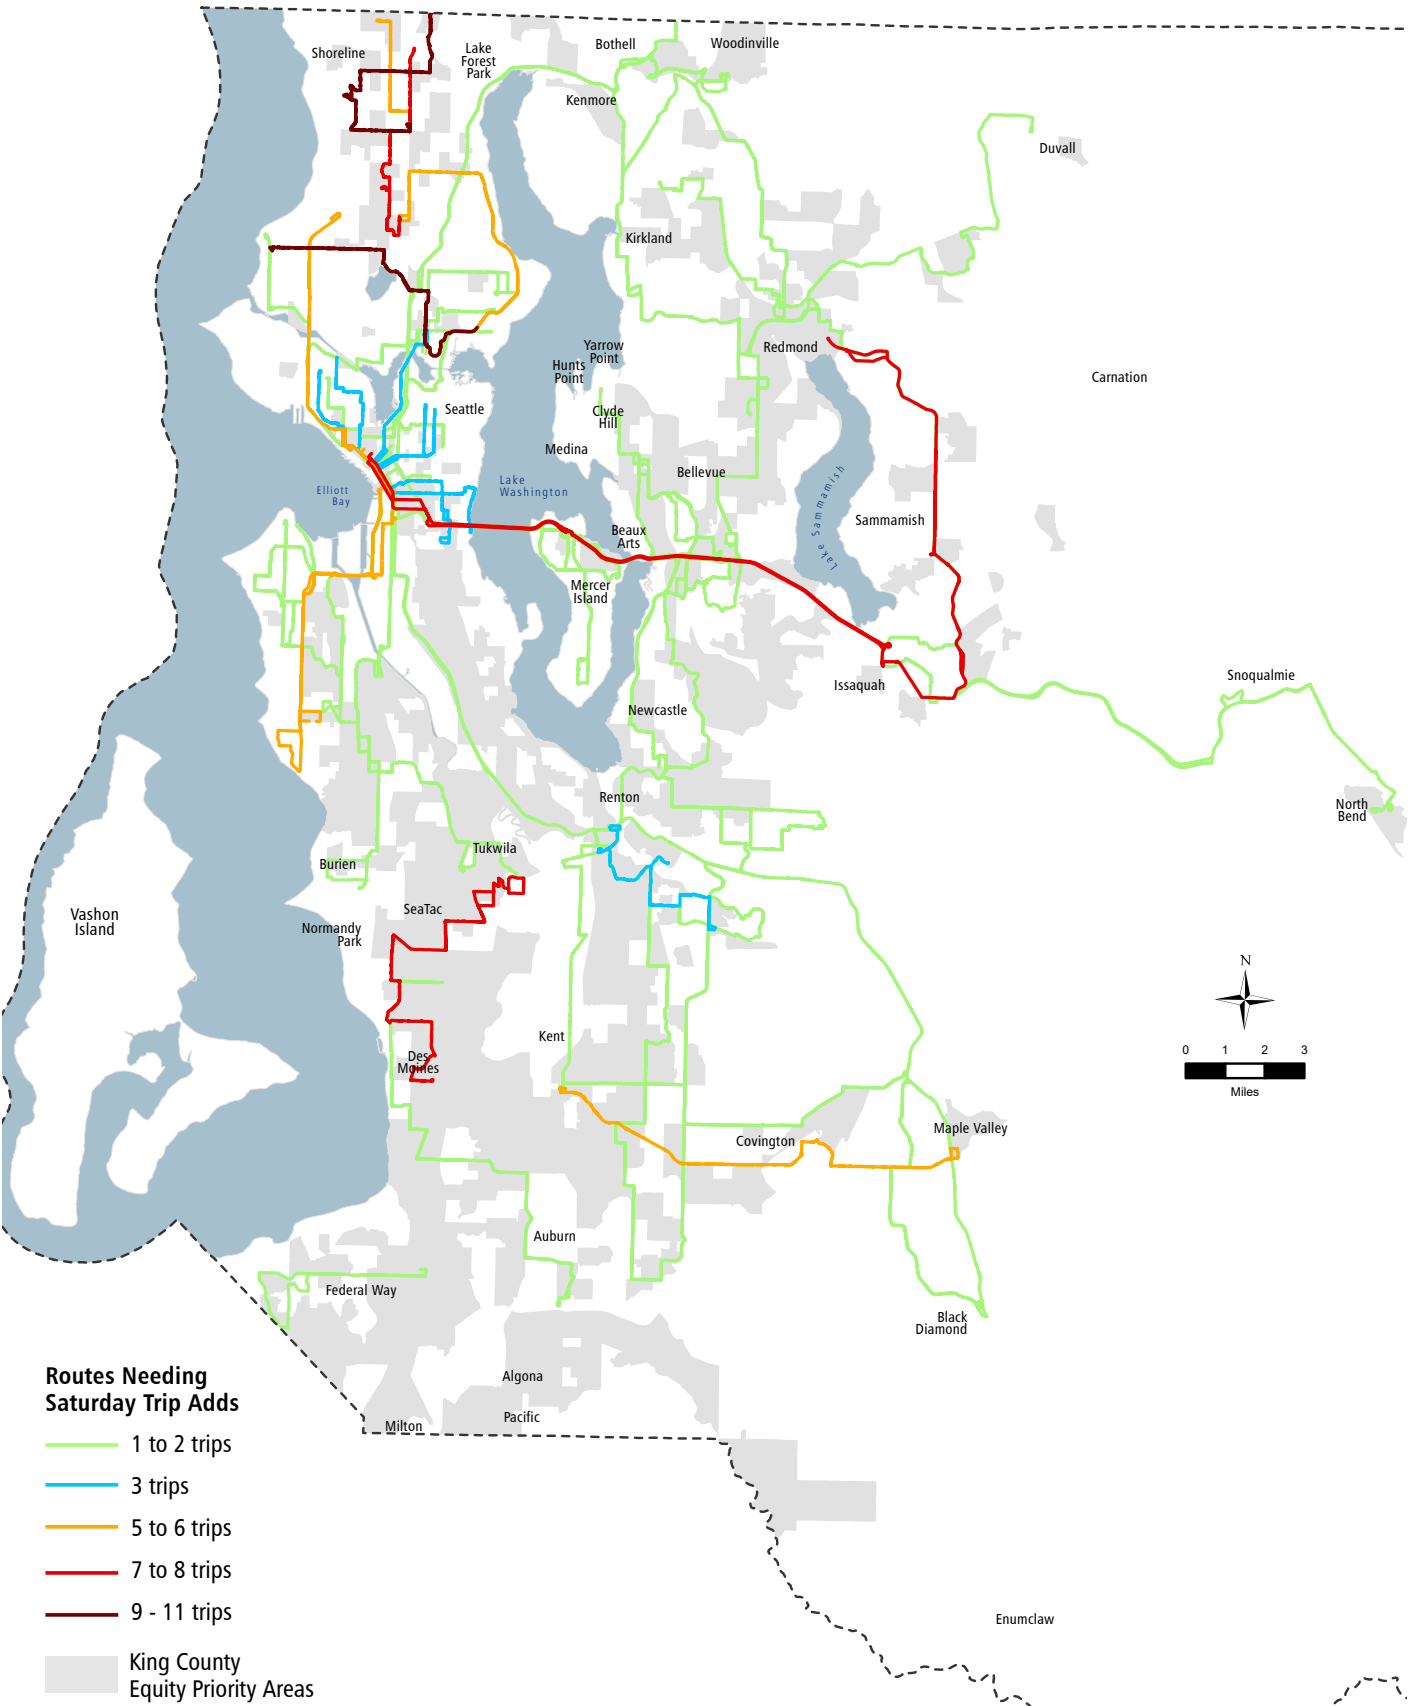 Shoreline
Lake
Forest
Park
Bothell
Woodinville
Kenmore
Duvall
Kirkland
Redmond
Yarrow
Point
Hunts
Point
Carnation
Clyde
Hill
Seattle
Medina
Bellevue
Lake
Washington
Elliott
Bay
Lake Sammamish
Sammamish
Beaux
Arts
Mercer
Island
Issaquah
Snoqualmie
Newcastle
Renton
North
Bend
Tukwila
Burien
SeaTac
Vashon
Island
Normandy
Park
N
Kent
Des
Moines
0 1 2 3
Miles
Maple Valley
Covington
Auburn
Federal Way
Black
Diamond
Algona
Pacific
Milton
Enumclaw
Routes Needing
Saturday Trip Adds
1 to 2 trips
3 trips
5 to 6 trips
7 to 8 trips
9 - 11 trips
King County
Equity Priority Areas